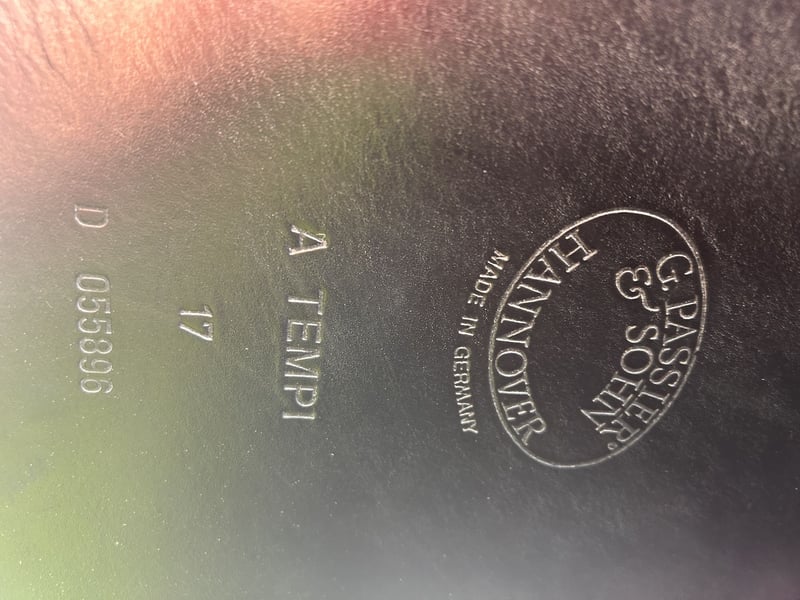 G. PASSIER
& SOHN
HANNOVER
MADE IN GERMANY
A TEMPI
17
D 055896